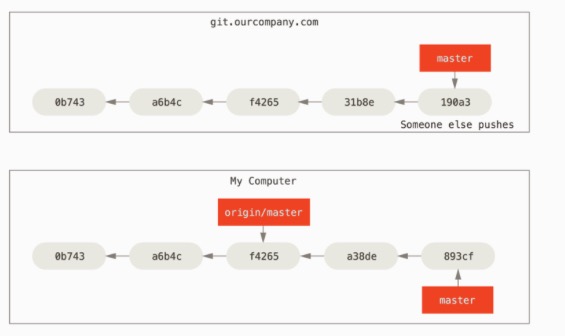 git.ourcompany.com
master
0b743 a6b4c f4265 31b8e 190a3
Someone else pushes
My Computer
origin/master
0b743 a6b4c f4265 a38de 893cf
master